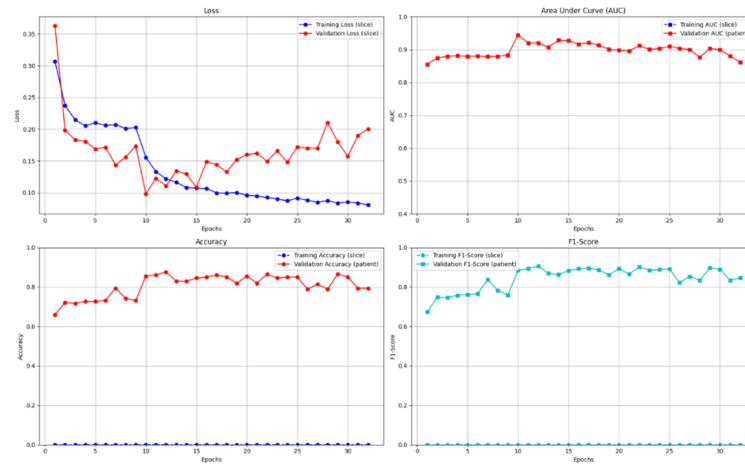 Loss
Training Loss (slice)
Validation Loss (slice)
0.35
0.30
0.25
0.20
0.15
0.10
Loss
0 5 10 15 20 25 30
Epochs
Area Under Curve (AUC)
Training AUC (slice)
Validation AUC (patien
1.0
0.9
0.8
0.7
0.6
0.5
0.4
AUC
0 5 10 15 20 25 30
Epochs
Accuracy
Training Accuracy (slice)
Validation Accuracy (patient)
1.0
0.8
0.6
0.4
0.2
0.0
Accuracy
0 5 10 15 20 25 30
Epochs
F1-Score
Training F1-Score (slice)
Validation F1-Score (patient)
1.0
0.8
0.6
0.4
0.2
0.0
F1-Score
0 5 10 15 20 25 30
Epochs